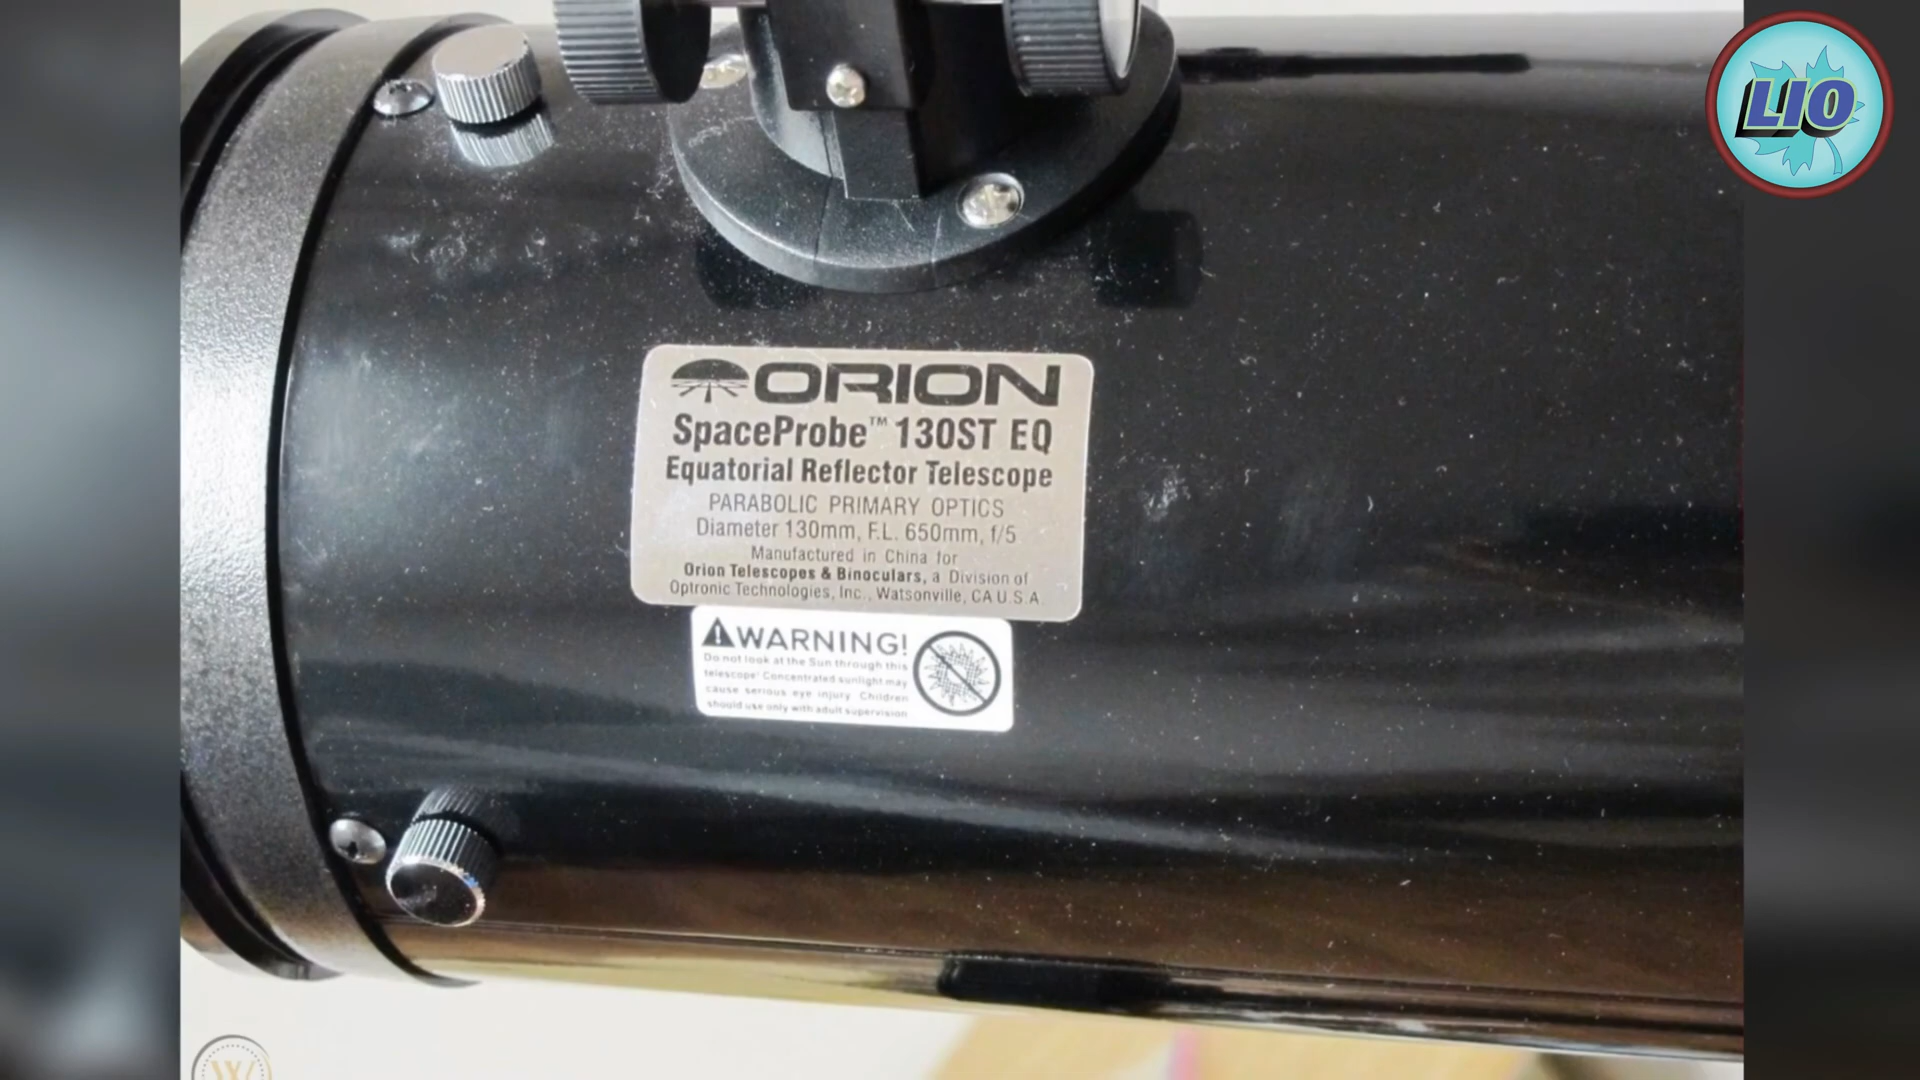 LIO
ORION
SpaceProbe™ 130ST EQ
Equatorial Reflector Telescope
PARABOLIC PRIMARY OPTICS
Diameter 130mm, F.L. 650mm, f/5
Manufactured in China for
Orion Telescopes & Binoculars, a Division of
Optronic Technologies, Inc., Watsonville, CA U.S.A.
WARNING!
Do not look at the Sun through this
telescope! Concentrated sunlight may
cause serious eye injury. Children
should use only with adult supervision.
W